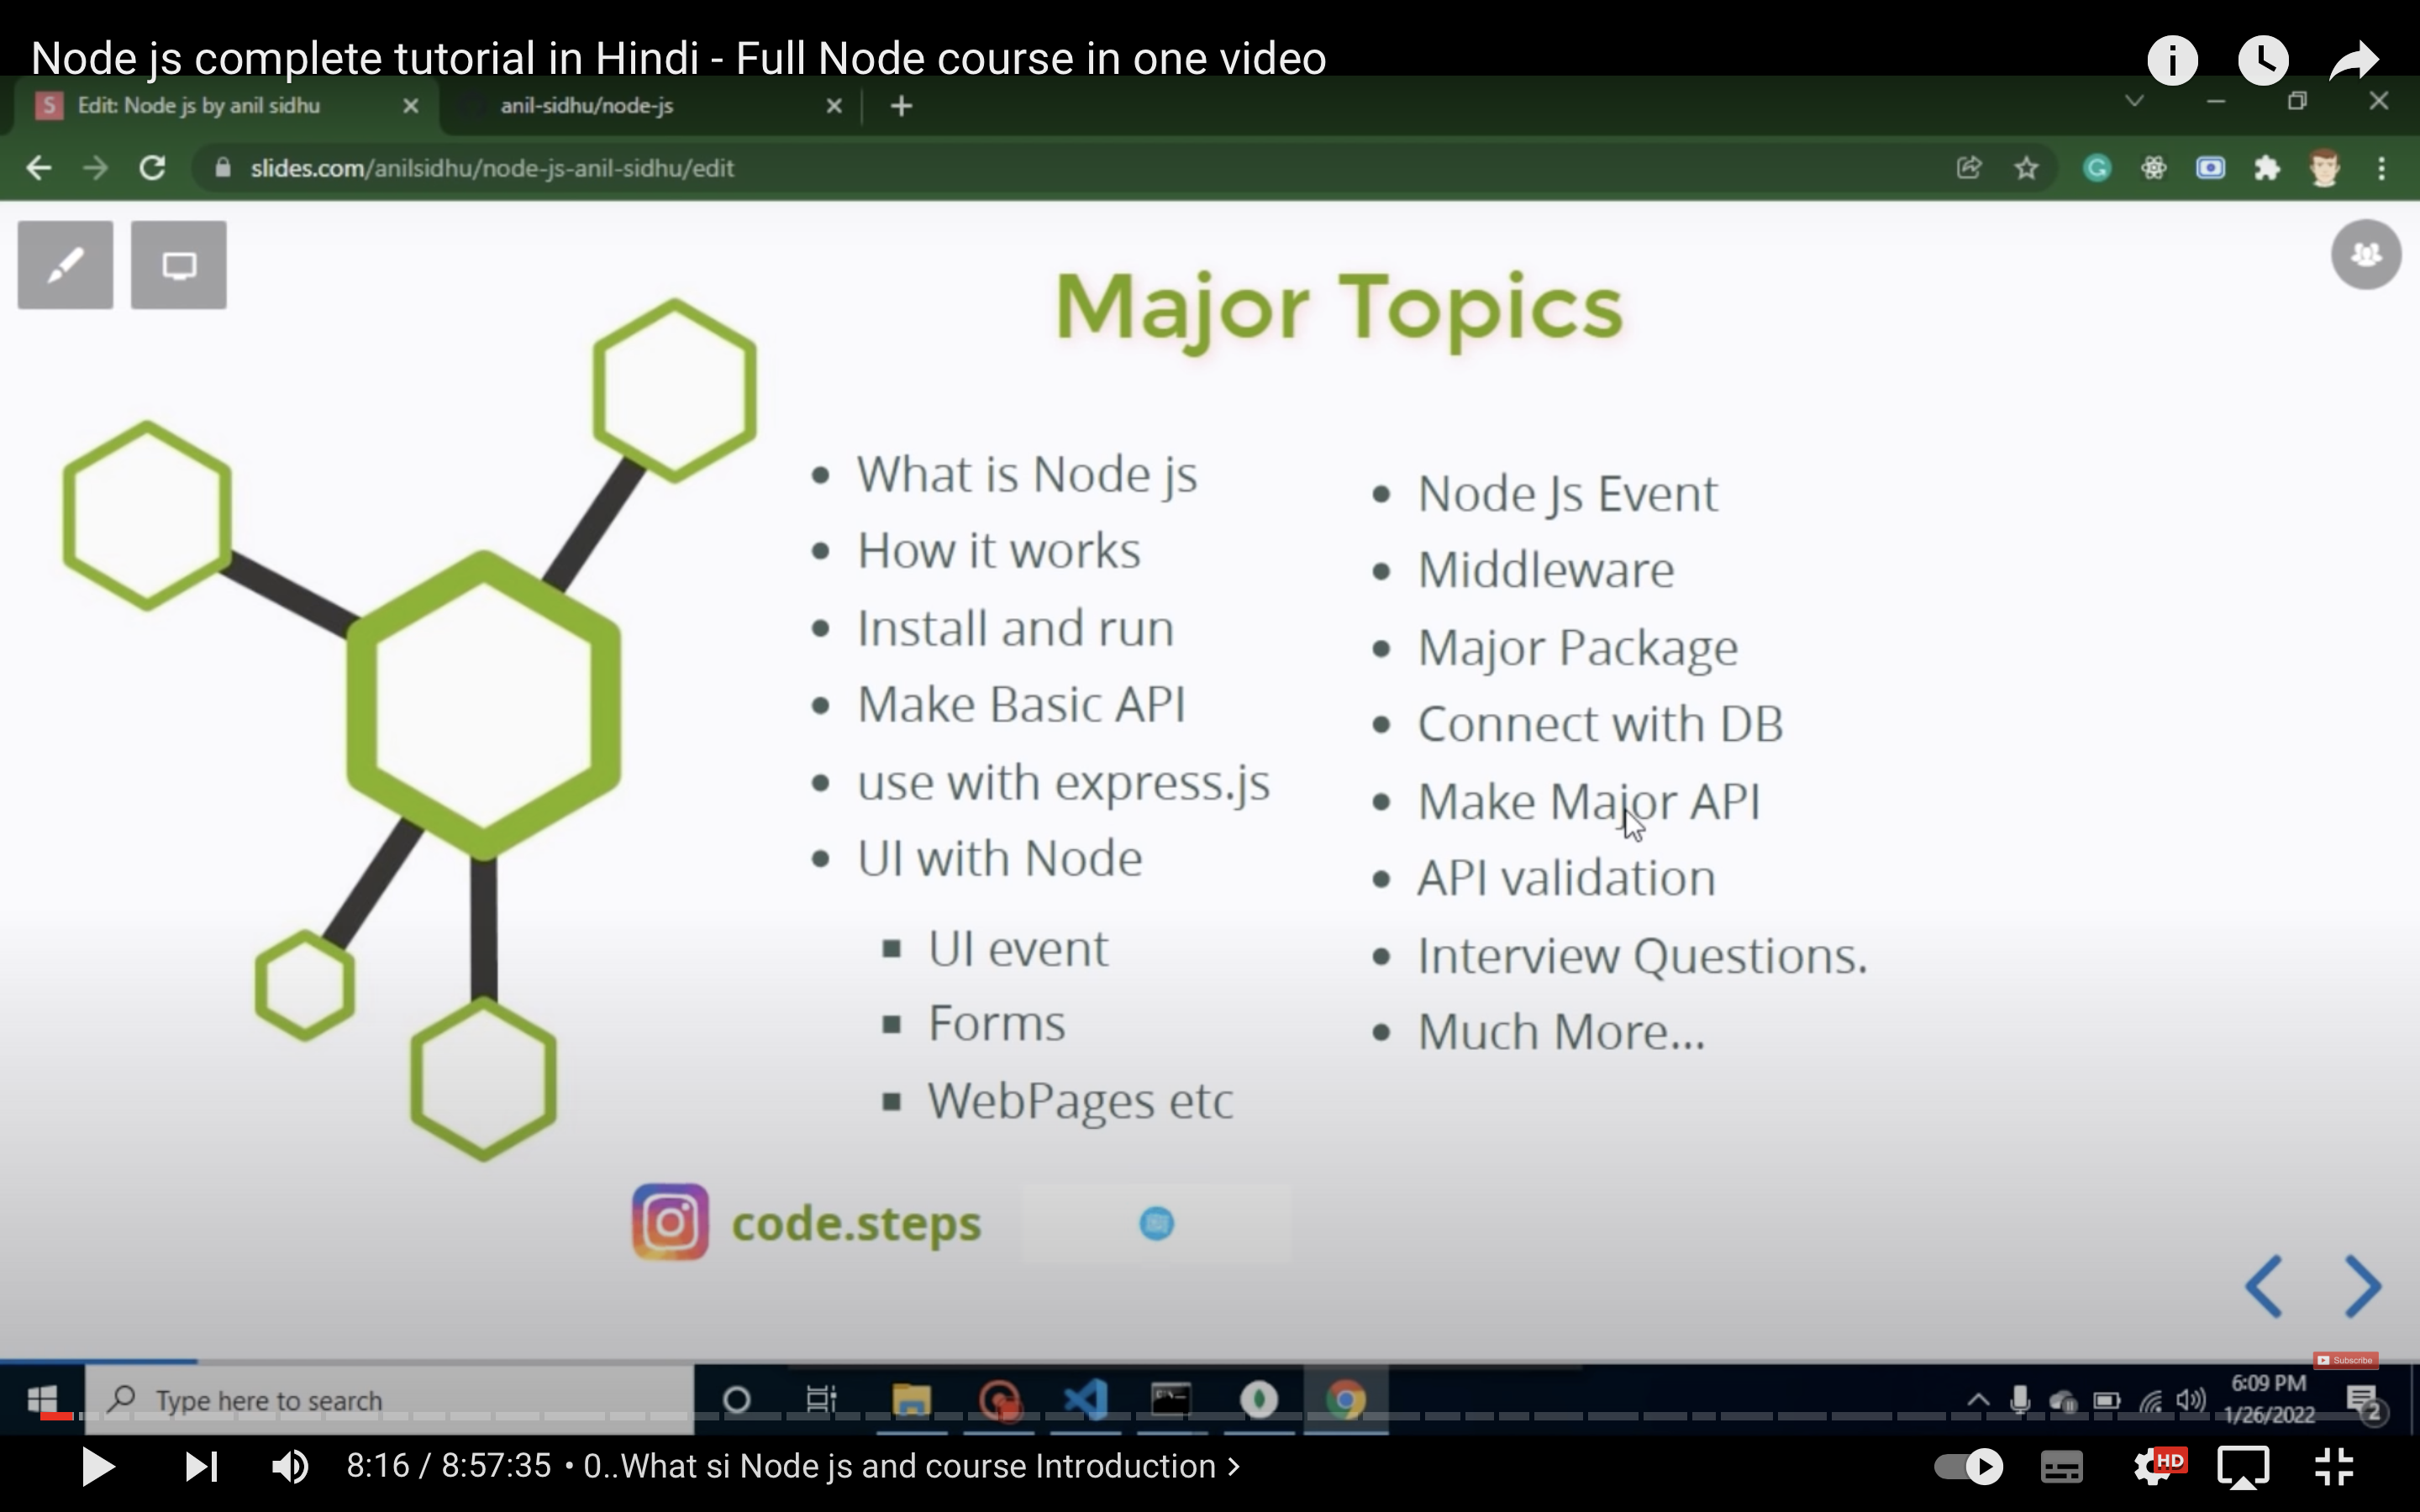 Node js complete tutorial in Hindi - Full Node course in one video
S Edit: Node js by anil sidhu
anil-sidhu/node-js
slides.com/anilsidhu/node-js-anil-sidhu/edit
Major Topics
What is Node js
How it works
Install and run
Make Basic API
use with express.js
UI with Node
UI event
Forms
WebPages etc
Node Js Event
Middleware
Major Package
Connect with DB
Make Major API
API validation
Interview Questions.
Much More...
code.steps
Subscribe
Type here to search
6:09 PM
1/26/2022
2
8:16 / 8:57:35 • 0..What si Node js and course Introduction
HD